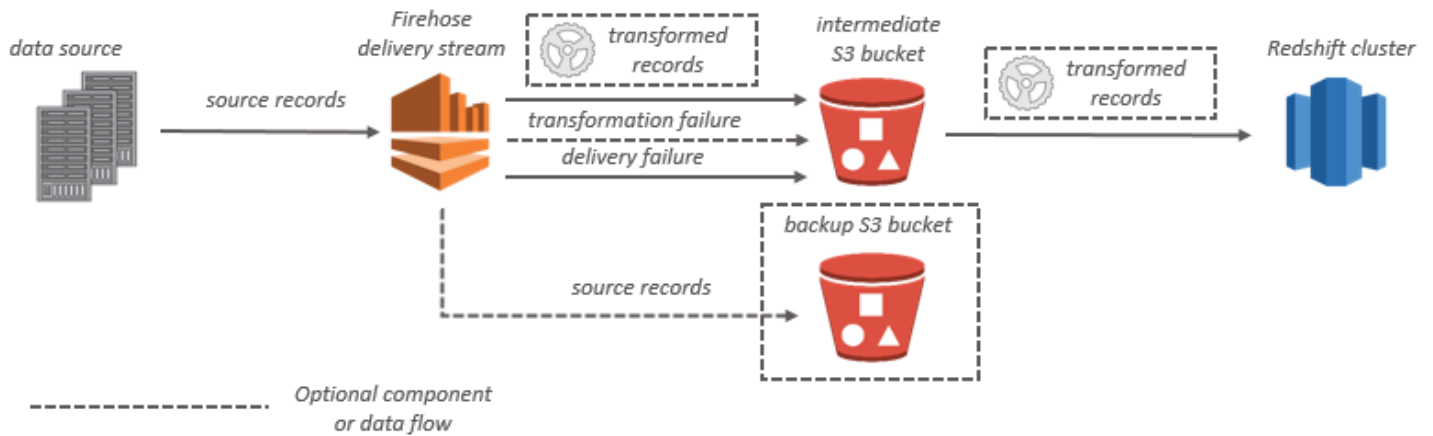 data source
source records
Firehose
delivery stream
transformed
records
transformation failure
delivery failure
intermediate
S3 bucket
transformed
records
Redshift cluster
backup S3 bucket
source records
Optional component
or data flow